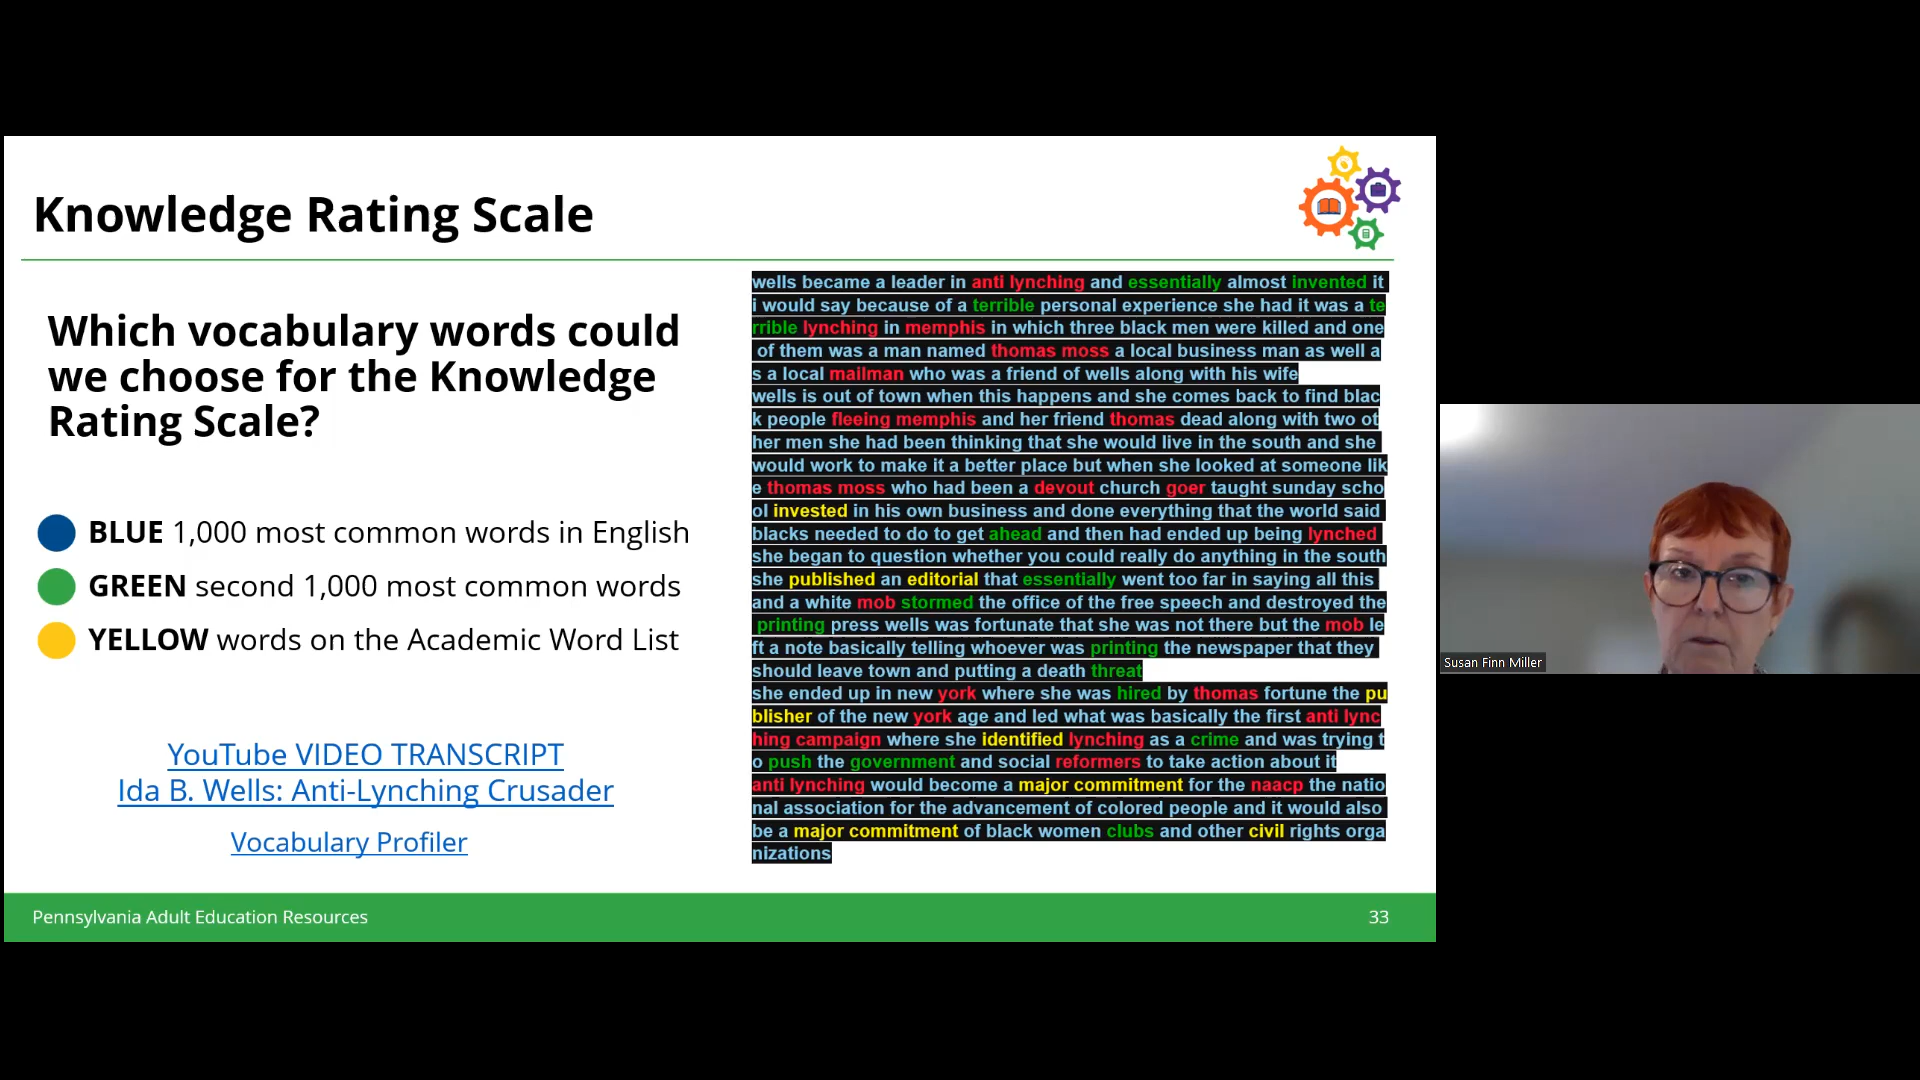 Knowledge Rating Scale
Which vocabulary words could
we choose for the Knowledge
Rating Scale?
BLUE 1,000 most common words in English
GREEN second 1,000 most common words
YELLOW words on the Academic Word List
YouTube VIDEO TRANSCRIPT
Ida B. Wells: Anti-Lynching Crusader
Vocabulary Profiler
wells became a leader in anti lynching and essentially almost invented it
i would say because of a terrible personal experience she had it was a te
rrible lynching in memphis in which three black men were killed and one
of them was a man named thomas moss a local business man as well a
s a local mailman who was a friend of wells along with his wife
wells is out of town when this happens and she comes back to find blac
k people fleeing memphis and her friend thomas dead along with two ot
her men she had been thinking that she would live in the south and she
would work to make it a better place but when she looked at someone lik
e thomas moss who had been a devout church goer taught sunday scho
ol invested in his own business and done everything that the world said
blacks needed to do to get ahead and then had ended up being lynched
she began to question whether you could really do anything in the south
she published an editorial that essentially went too far in saying all this
and a white mob stormed the office of the free speech and destroyed the
printing press wells was fortunate that she was not there but the mob le
ft a note basically telling whoever was printing the newspaper that they
should leave town and putting a death threat
she ended up in new york where she was hired by thomas fortune the pu
blisher of the new york age and led what was basically the first anti lync
hing campaign where she identified lynching as a crime and was trying t
o push the government and social reformers to take action about it
anti lynching would become a major commitment for the naacp the natio
nal association for the advancement of colored people and it would also
be a major commitment of black women clubs and other civil rights orga
nizations
Pennsylvania Adult Education Resources
33
Susan Finn Miller